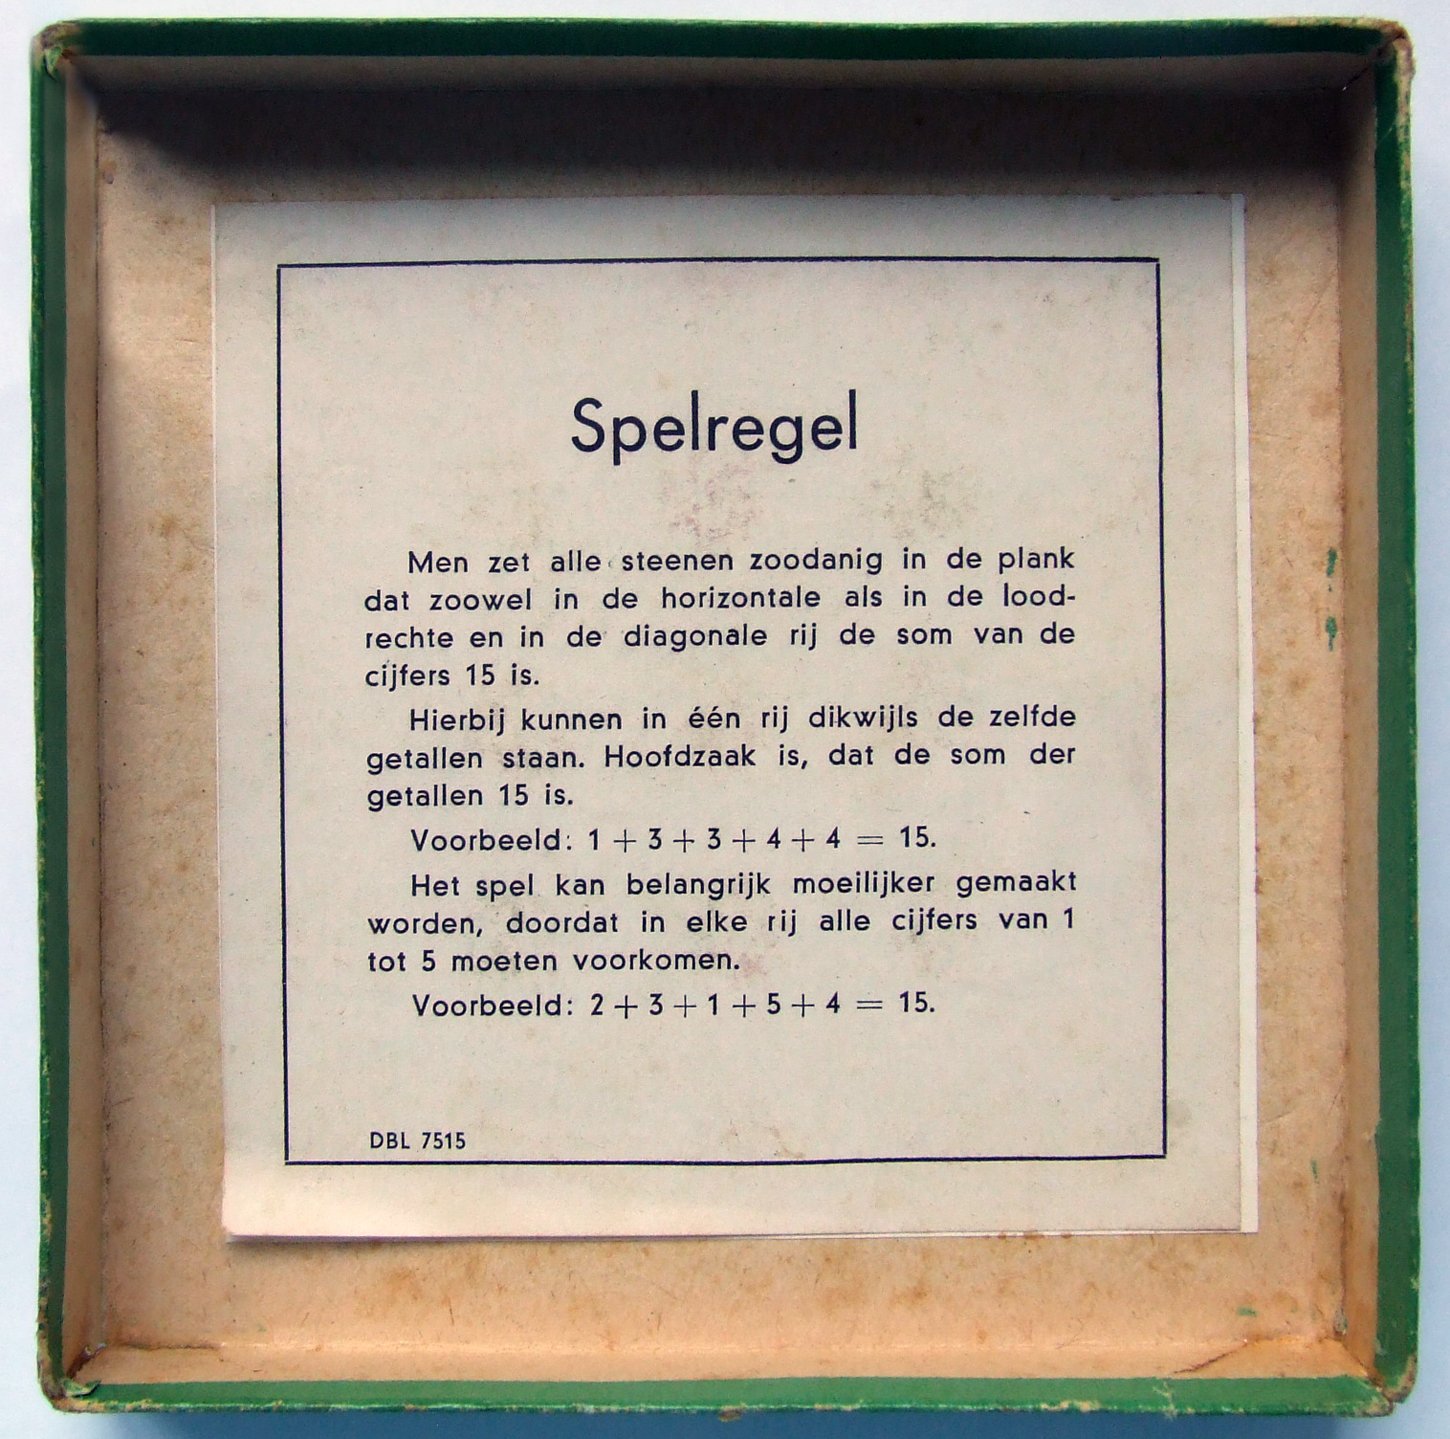 Spelregel
Men zet alle steenen zoodanig in de plank
dat zoowel in de horizontale als in de lood-
rechte en in de diagonale rij de som van de
cijfers 15 is.
Hierbij kunnen in één rij dikwijls de zelfde
getallen staan. Hoofdzaak is, dat de som der
getallen 15 is.
Voorbeeld: 1 + 3 + 3 + 4 + 4 = 15.
Het spel kan belangrijk moeilijker gemaakt
worden, doordat in elke rij alle cijfers van 1
tot 5 moeten voorkomen.
Voorbeeld: 2 + 3 + 1 + 5 + 4 = 15.
DBL 7515